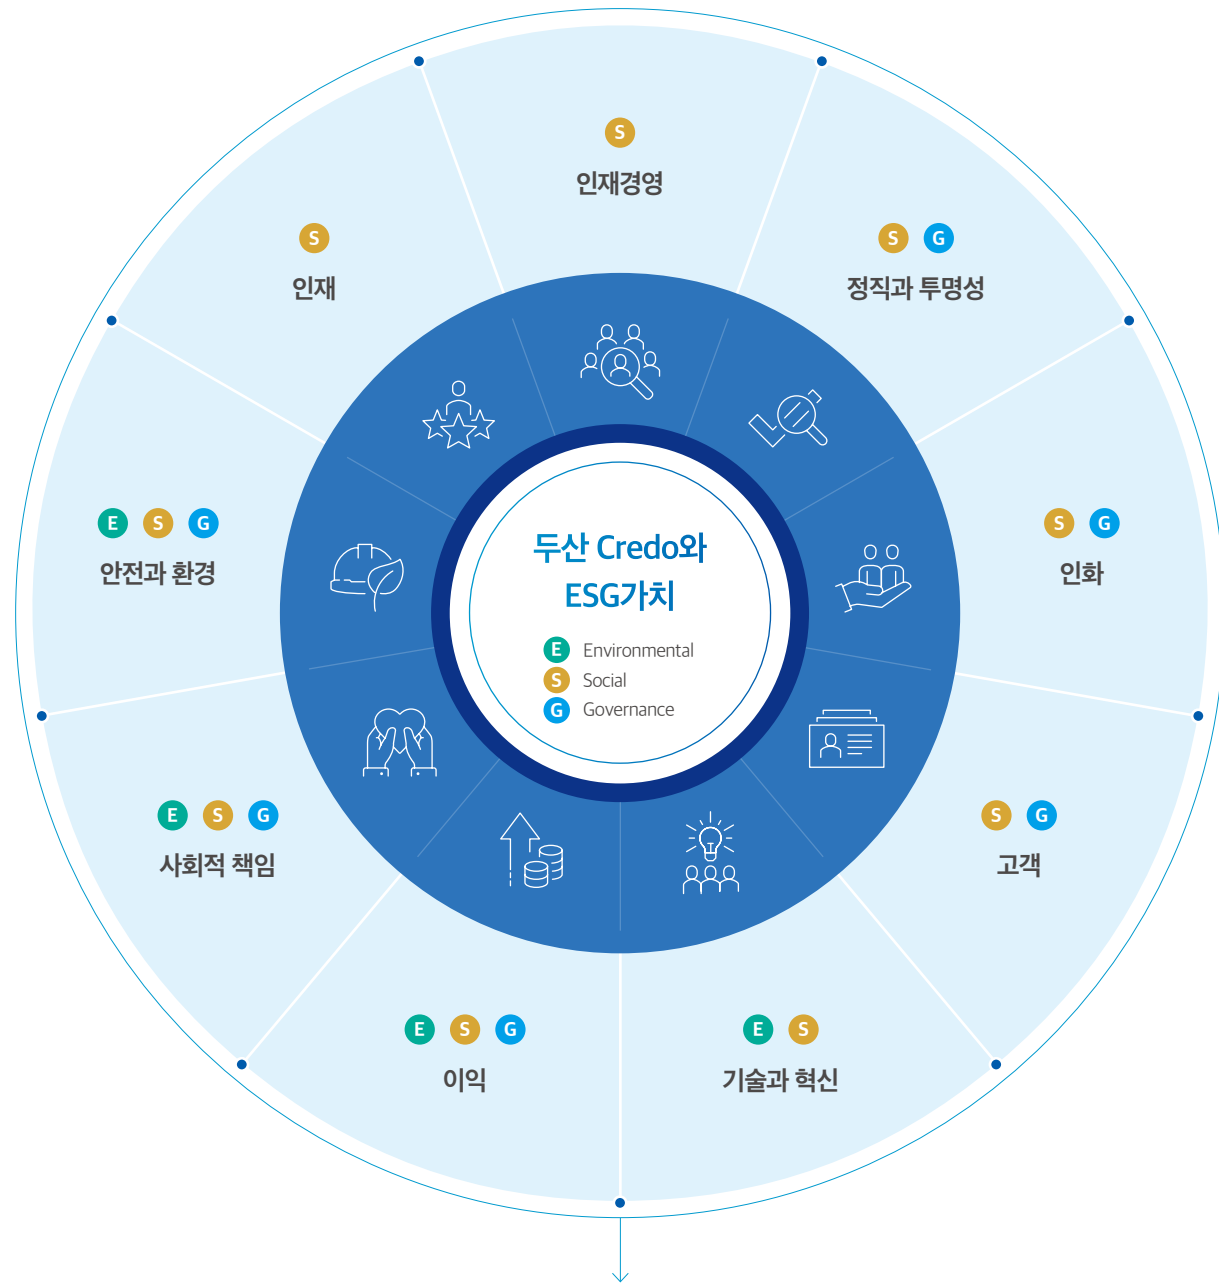 S
인재경영
S G
정직과 투명성
S G
인화
S G
고객
E S
기술과 혁신
E S G
이익
E S G
사회적 책임
E S G
안전과 환경
S
인재
두산 Credo와
ESG가치
E Environmental
S Social
G Governance